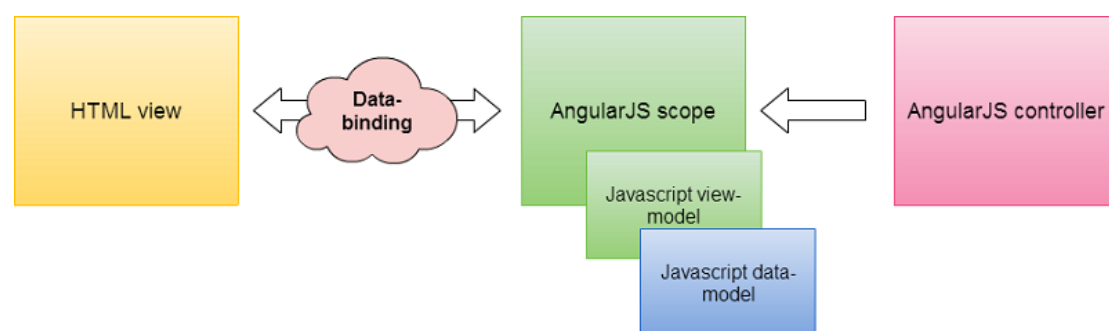 HTML view
Data-
binding
AngularJS scope
AngularJS controller
Javascript view-
model
Javascript data-
model